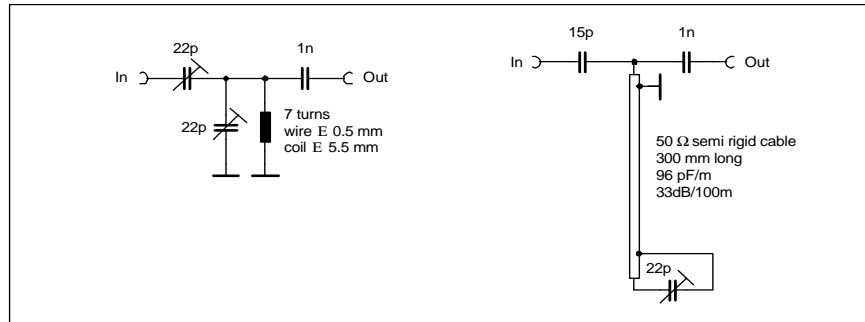 22p
1n
In
Out
22p
7 turns
wire E 0.5 mm
coil E 5.5 mm
15p
1n
In
Out
50 Ω semi rigid cable
300 mm long
96 pF/m
33dB/100m
22p